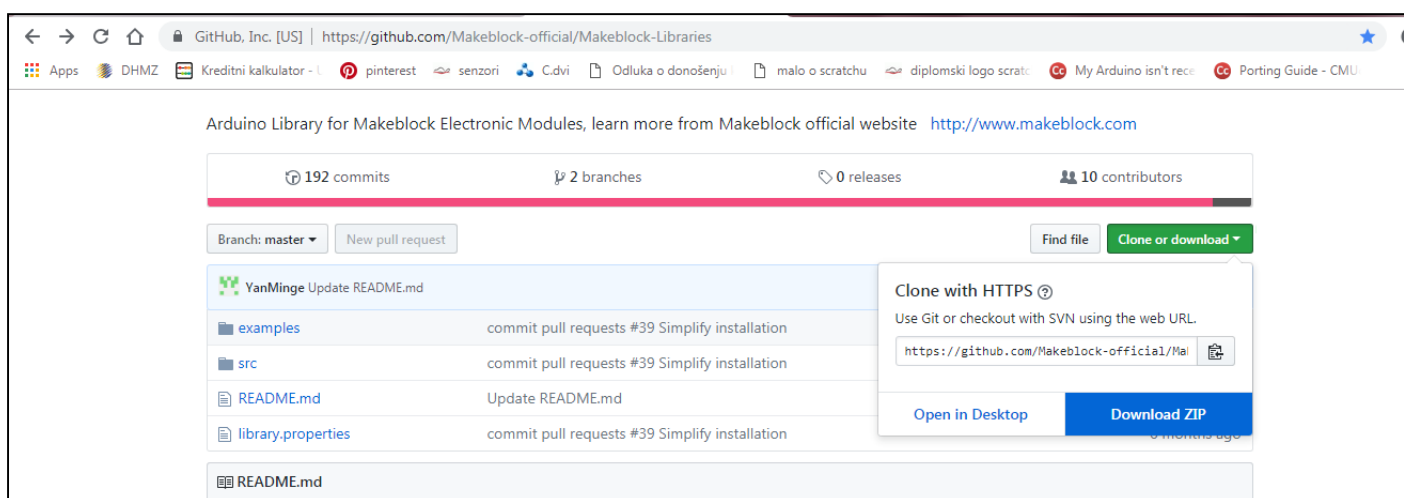 GitHub, Inc. [US] | https://github.com/Makeblock-official/Makeblock-Libraries
Apps DHMZ Kreditni kalkulator - pinterest senzori C.dvi Odluka o donošenju malo o scratchu diplomski logo scratc My Arduino isn't rece Porting Guide - CMU
Arduino Library for Makeblock Electronic Modules, learn more from Makeblock official website http://www.makeblock.com
192 commits 2 branches 0 releases 10 contributors
Branch: master New pull request Find file Clone or download
YanMinge Update README.md
Clone with HTTPS
Use Git or checkout with SVN using the web URL.
examples commit pull requests #39 Simplify installation
https://github.com/Makeblock-official/Mal
src commit pull requests #39 Simplify installation
README.md Update README.md
Open in Desktop Download ZIP
library.properties commit pull requests #39 Simplify installation months ago
README.md